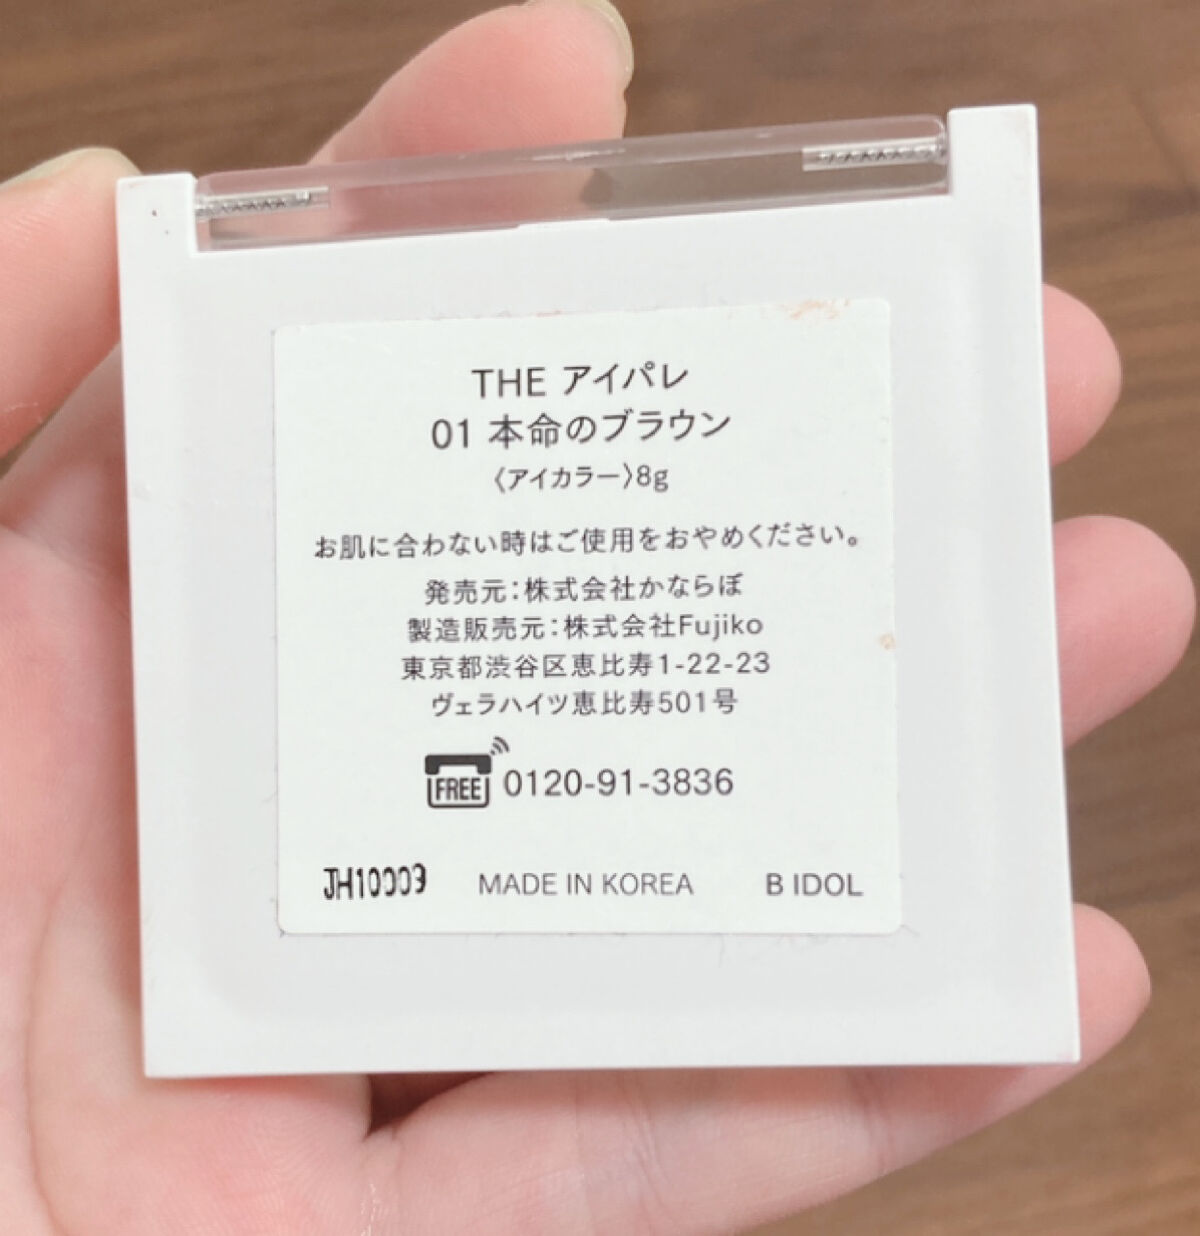 THE アイパレ
01 本命のブラウン
〈アイカラー〉8g
お肌に合わない時はご使用をおやめください。
発売元：株式会社かならぼ
製造販売元：株式会社Fujiko
東京都渋谷区恵比寿1-22-23
ヴェラハイツ恵比寿501号
FREE 0120-91-3836
JH10009 MADE IN KOREA B IDOL